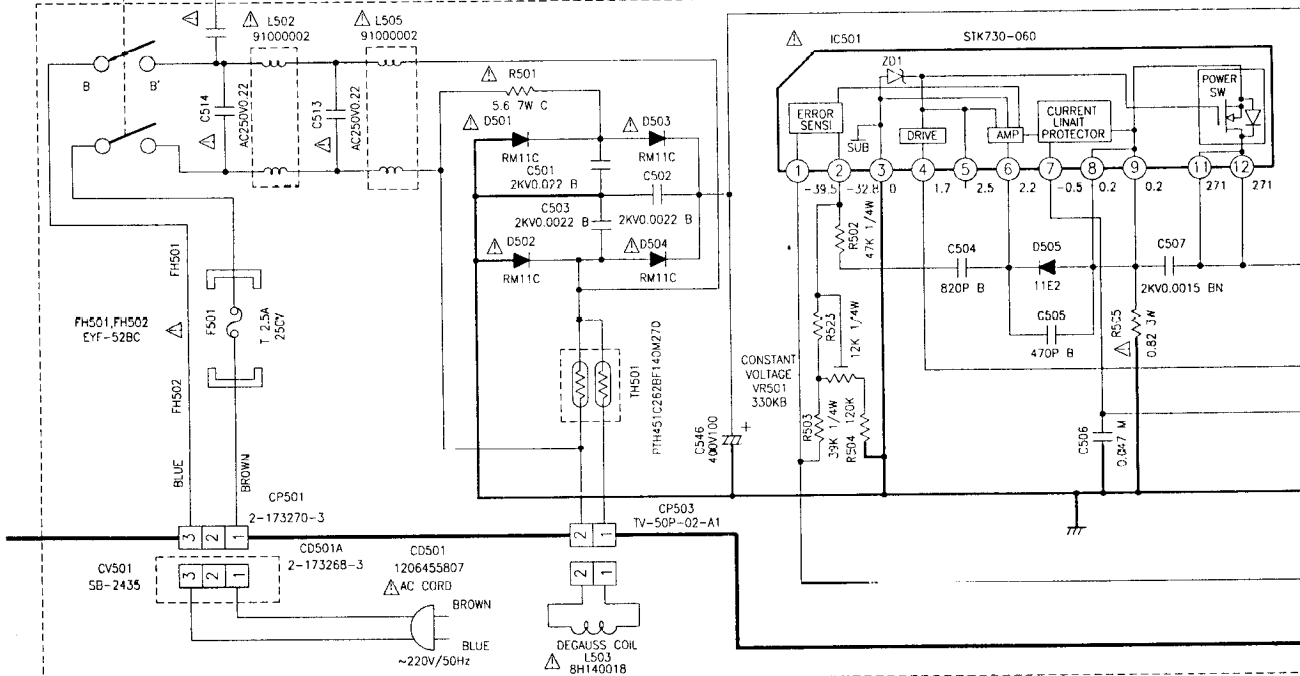 L502
91000002
L505
91000002
B
B'
C514
AC250V0.22
C513
AC250V0.22
R501
5.6 7W C
D501
RM11C
D503
RM11C
C501
2KV0.022 B
C502
2KV0.0022 B
C503
2KV0.0022 B
D502
RM11C
D504
RM11C
IC501
STK730-060
ZD1
ERROR
SENSI
SUB
DRIVE
AMP
CURRENT
LINAIT
PROTECTOR
POWER
SW
1
2
3
4
5
6
7
8
9
11
12
-39.5
-32.8
0
1.7
2.5
2.2
-0.5
0.2
0.2
271
271
R502
47K 1/4W
C504
820P B
D505
11E2
C507
2KV0.0015 BN
C505
470P B
R505
0.82 3W
R523
12K 1/4W
CONSTANT
VOLTAGE
VR501
330KB
R503
39K 1/4W
R504 120K
C506
0.047 M
C546
400V100
+
TH501
PTH451C262BF140M270
FH501
FH501,FH502
EYF-52BC
F501
T 2.5A
250V
FH502
BLUE
BROWN
CP501
2-173270-3
3 2 1
CD501A
2-173268-3
CD501
1206455807
AC CORD
CV501
SB-2435
3 2 1
BROWN
BLUE
~220V/50Hz
CP503
TV-50P-02-A1
2 1
2 1
DEGAUSS COIL
L503
8H140018